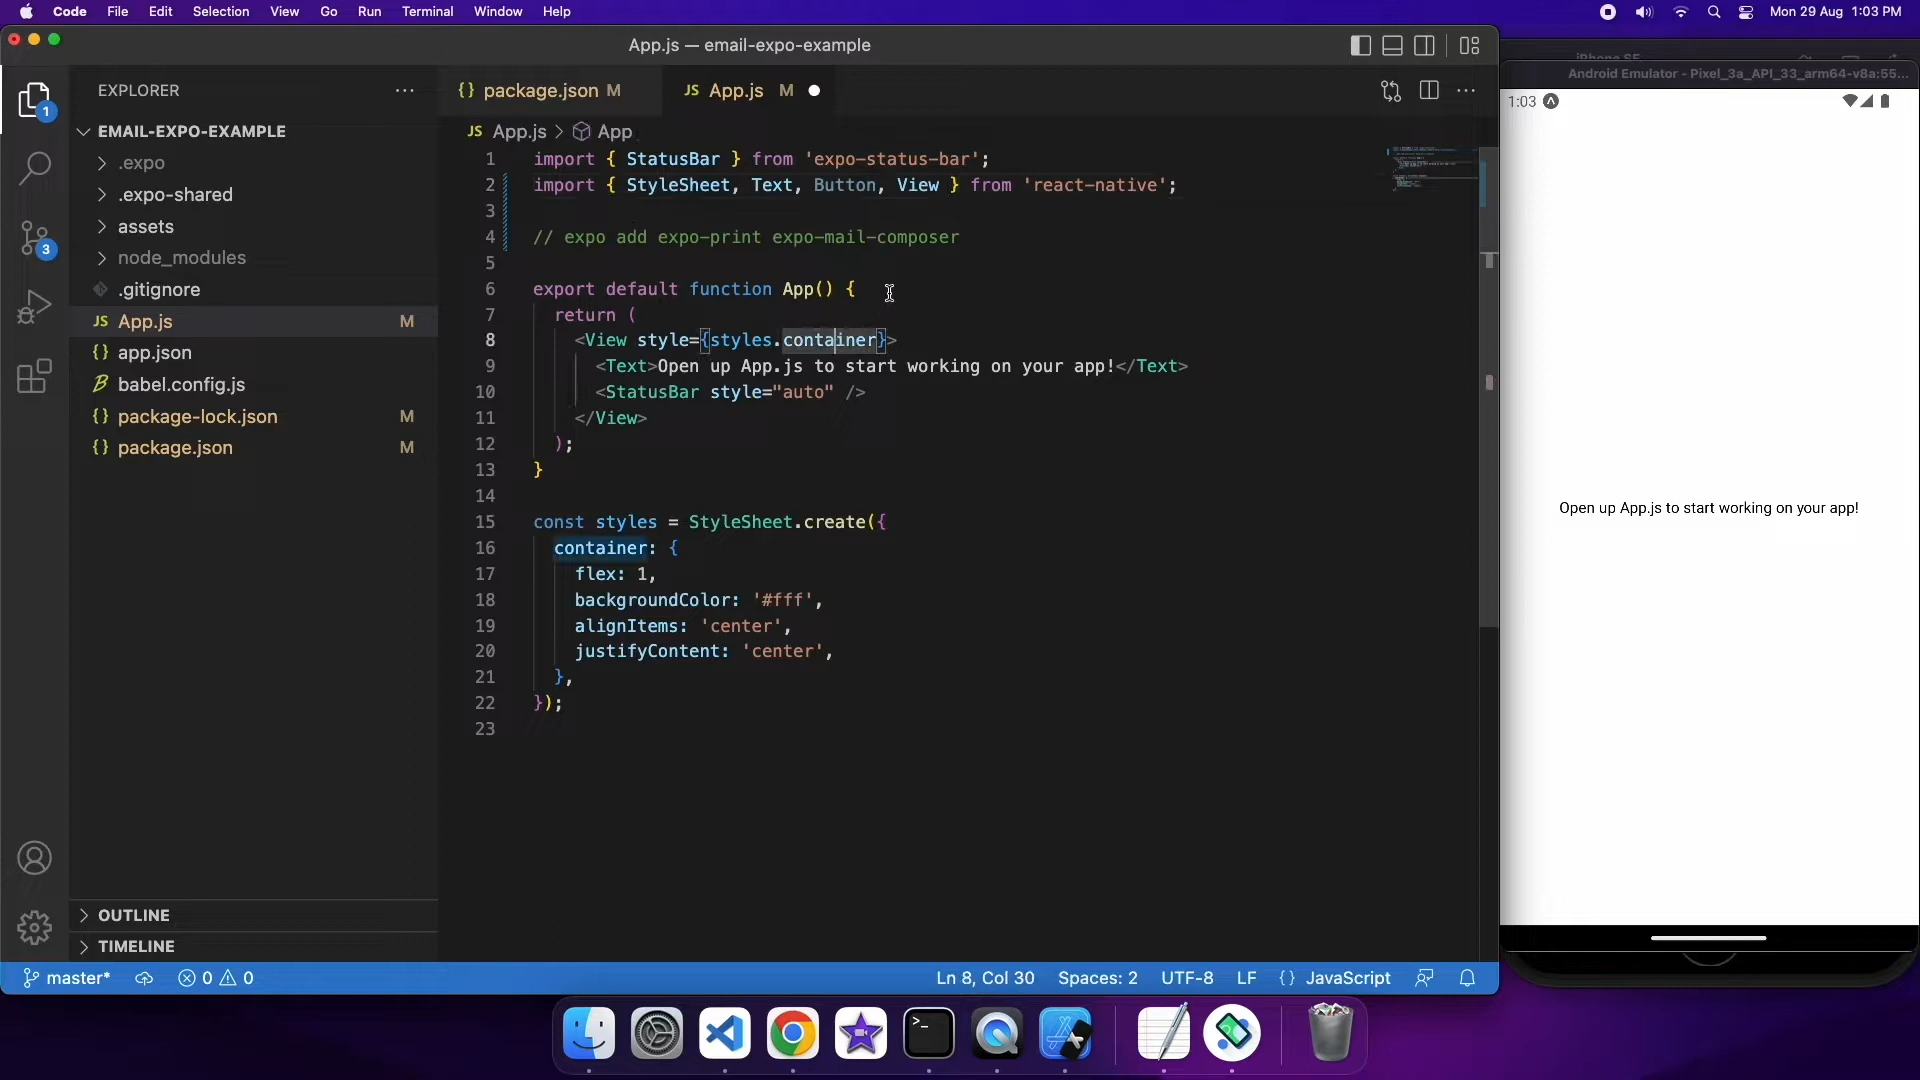 Code File Edit Selection View Go Run Terminal Window Help
Mon 29 Aug 1:03 PM
App.js — email-expo-example
Android Emulator - Pixel_3a_API_33_arm64-v8a:55...
1:03
EXPLORER
1
EMAIL-EXPO-EXAMPLE
.expo
.expo-shared
assets
3
node_modules
.gitignore
JS App.js M
{} app.json
babel.config.js
{} package-lock.json M
{} package.json M
OUTLINE
TIMELINE
{} package.json M
JS App.js M
JS App.js > App
1 import { StatusBar } from 'expo-status-bar';
2 import { StyleSheet, Text, Button, View } from 'react-native';
3
4 // expo add expo-print expo-mail-composer
5
6 export default function App() {
7 return (
8 <View style={styles.container}>
9 <Text>Open up App.js to start working on your app!</Text>
10 <StatusBar style="auto" />
11 </View>
12 );
13 }
14
15 const styles = StyleSheet.create({
16 container: {
17 flex: 1,
18 backgroundColor: '#fff',
19 alignItems: 'center',
20 justifyContent: 'center',
21 },
22 });
23
Open up App.js to start working on your app!
master* 0 0
Ln 8, Col 30 Spaces: 2 UTF-8 LF {} JavaScript